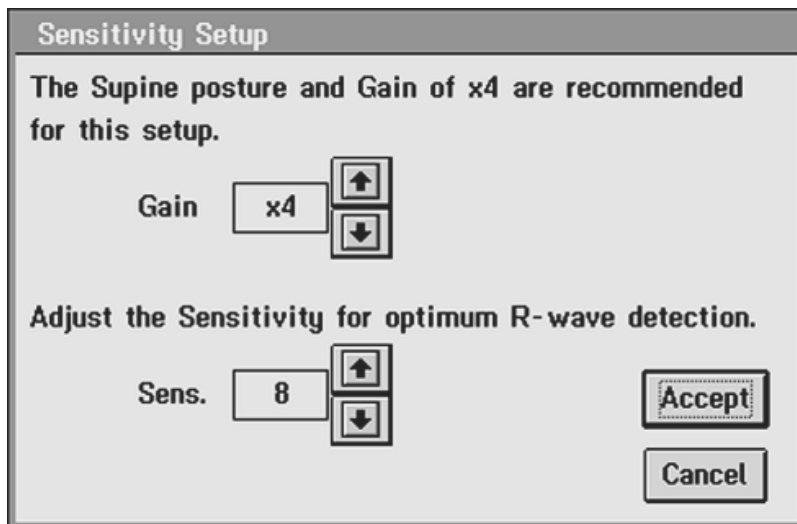 Sensitivity Setup
The Supine posture and Gain of x4 are recommended
for this setup.
Gain x4
Adjust the Sensitivity for optimum R-wave detection.
Sens. 8
Accept
Cancel